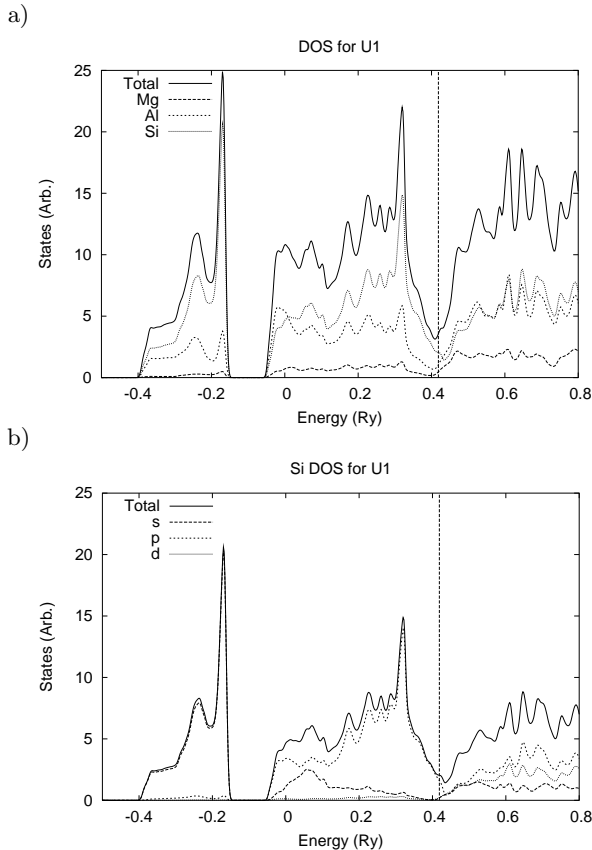 a)
DOS for U1
25
20
15
10
5
0
States (Arb.)
Total
Mg
Al
Si
-0.4 -0.2 0 0.2 0.4 0.6 0.8
Energy (Ry)
b)
Si DOS for U1
25
20
15
10
5
0
States (Arb.)
Total
s
p
d
-0.4 -0.2 0 0.2 0.4 0.6 0.8
Energy (Ry)